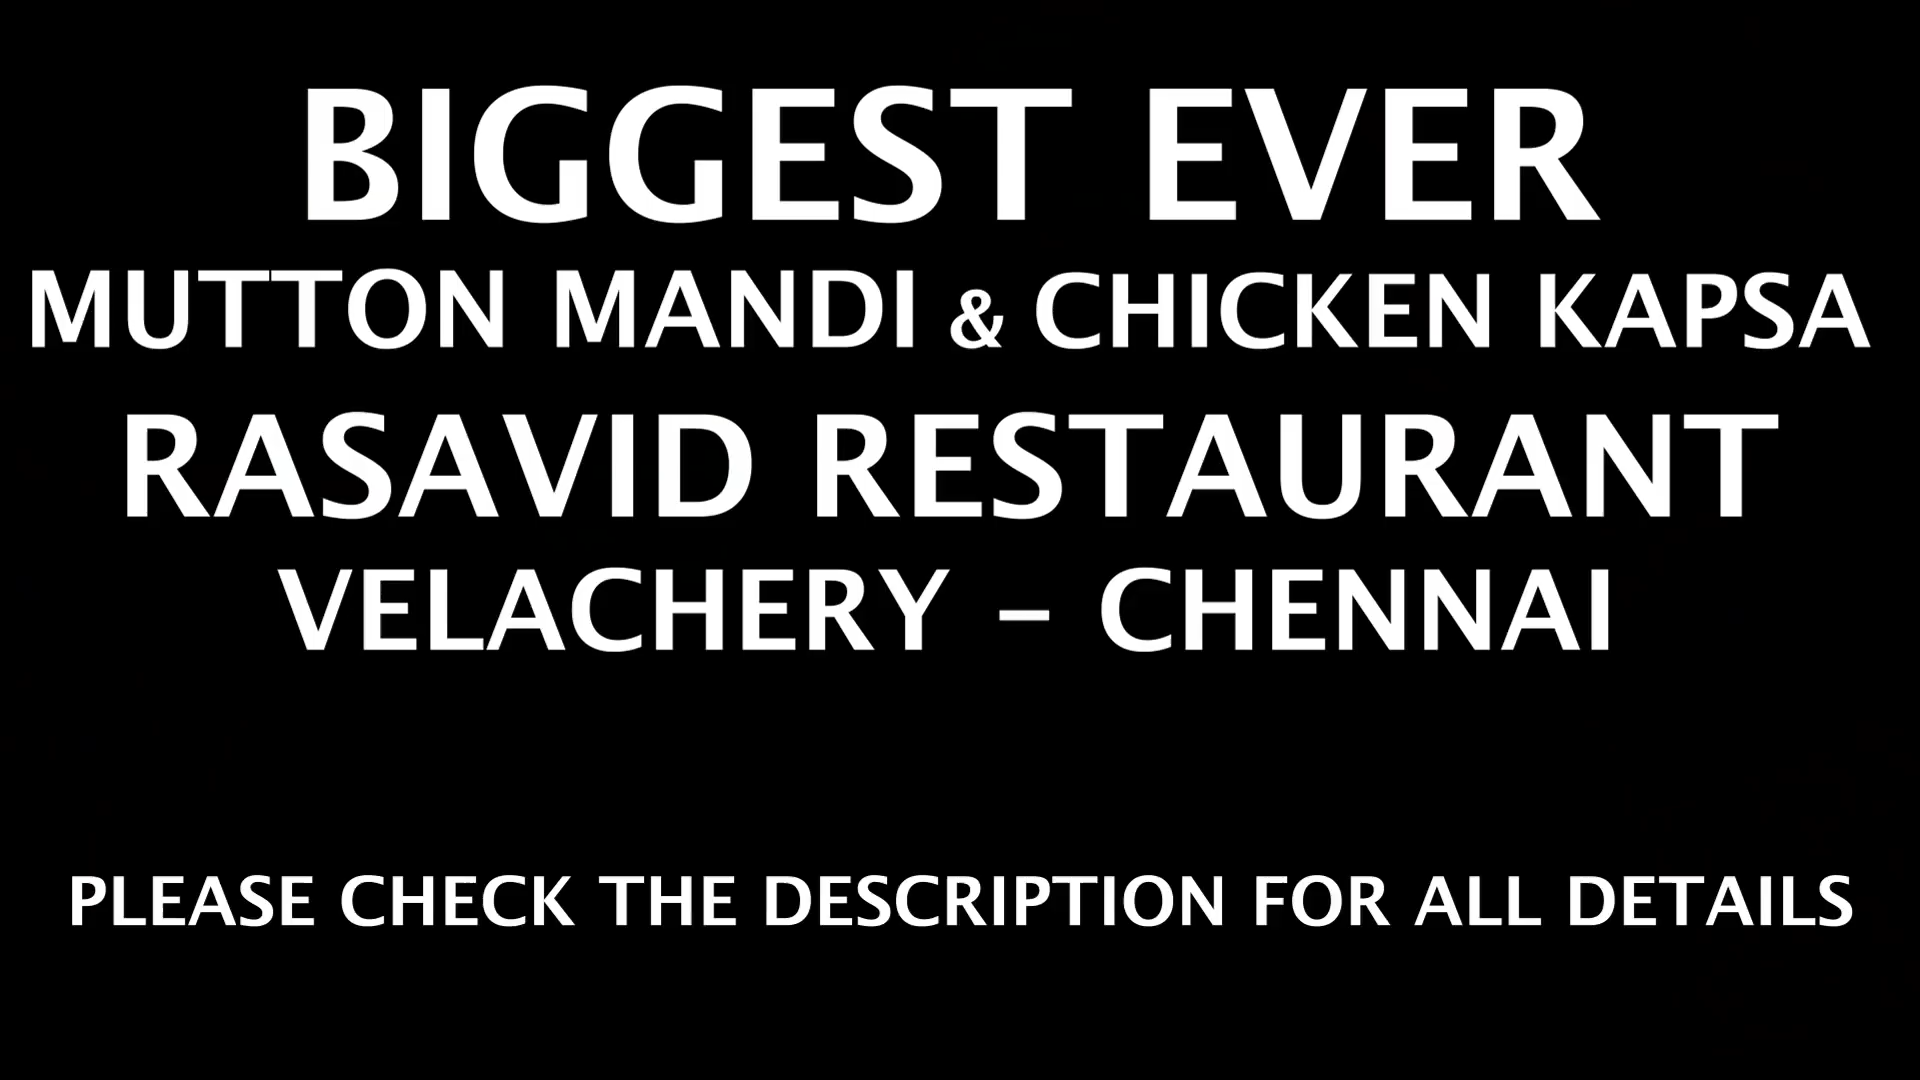 BIGGEST EVER
MUTTON MANDI & CHICKEN KAPSA
RASAVID RESTAURANT
VELACHERY - CHENNAI
PLEASE CHECK THE DESCRIPTION FOR ALL DETAILS